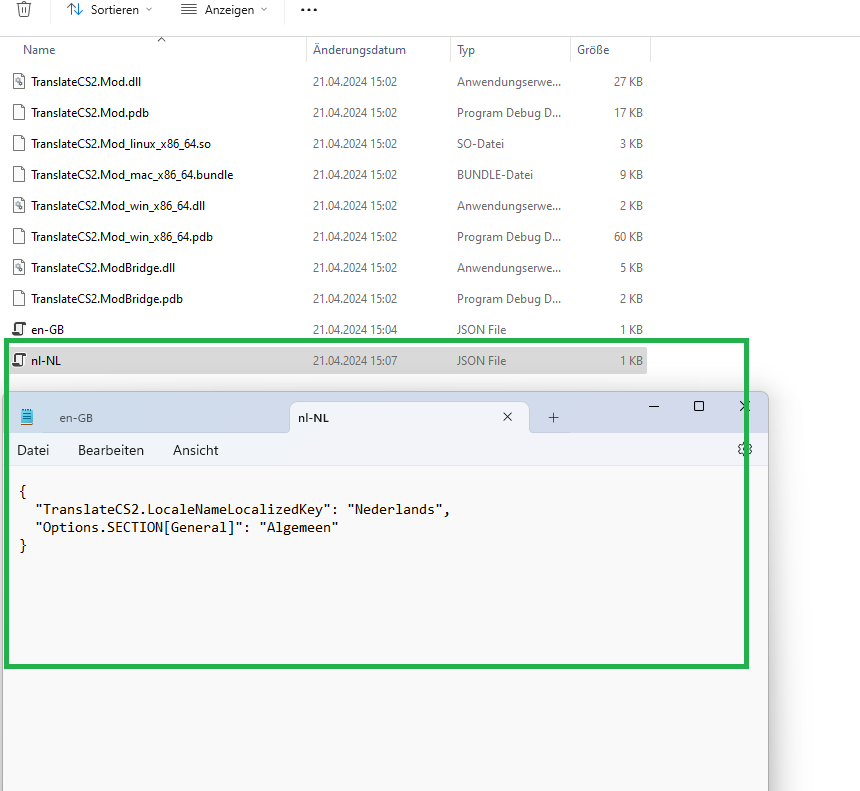 Sortieren Anzeigen ...
Name Änderungsdatum Typ Größe
TranslateCS2.Mod.dll 21.04.2024 15:02 Anwendungserwe... 27 KB
TranslateCS2.Mod.pdb 21.04.2024 15:02 Program Debug D... 17 KB
TranslateCS2.Mod_linux_x86_64.so 21.04.2024 15:02 SO-Datei 3 KB
TranslateCS2.Mod_mac_x86_64.bundle 21.04.2024 15:02 BUNDLE-Datei 9 KB
TranslateCS2.Mod_win_x86_64.dll 21.04.2024 15:02 Anwendungserwe... 2 KB
TranslateCS2.Mod_win_x86_64.pdb 21.04.2024 15:02 Program Debug D... 60 KB
TranslateCS2.ModBridge.dll 21.04.2024 15:02 Anwendungserwe... 5 KB
TranslateCS2.ModBridge.pdb 21.04.2024 15:02 Program Debug D... 2 KB
en-GB 21.04.2024 15:04 JSON File 1 KB
nl-NL 21.04.2024 15:07 JSON File 1 KB
en-GB nl-NL
Datei Bearbeiten Ansicht
{
"TranslateCS2.LocaleNameLocalizedKey": "Nederlands",
"Options.SECTION[General]": "Algemeen"
}